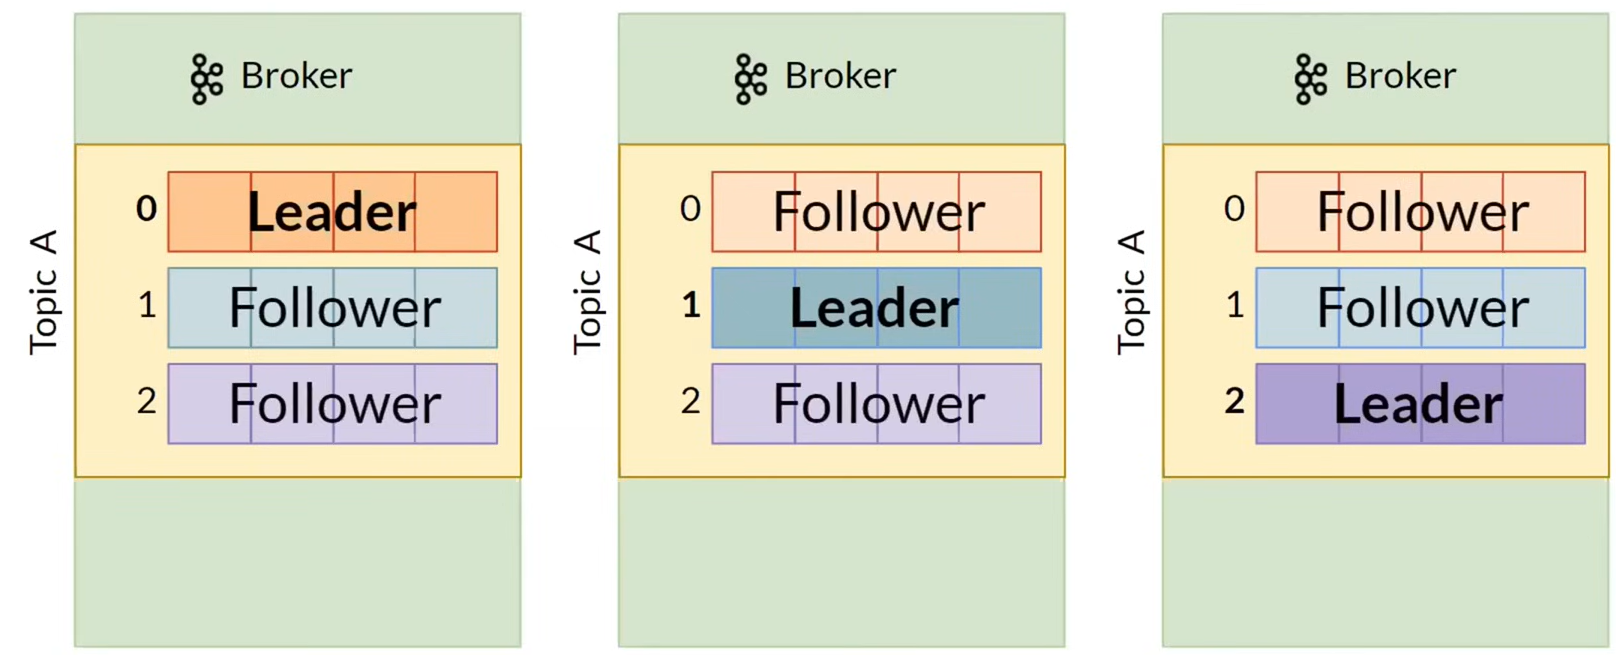 Broker
Topic A
0 Leader
1 Follower
2 Follower
Broker
Topic A
0 Follower
1 Leader
2 Follower
Broker
Topic A
0 Follower
1 Follower
2 Leader